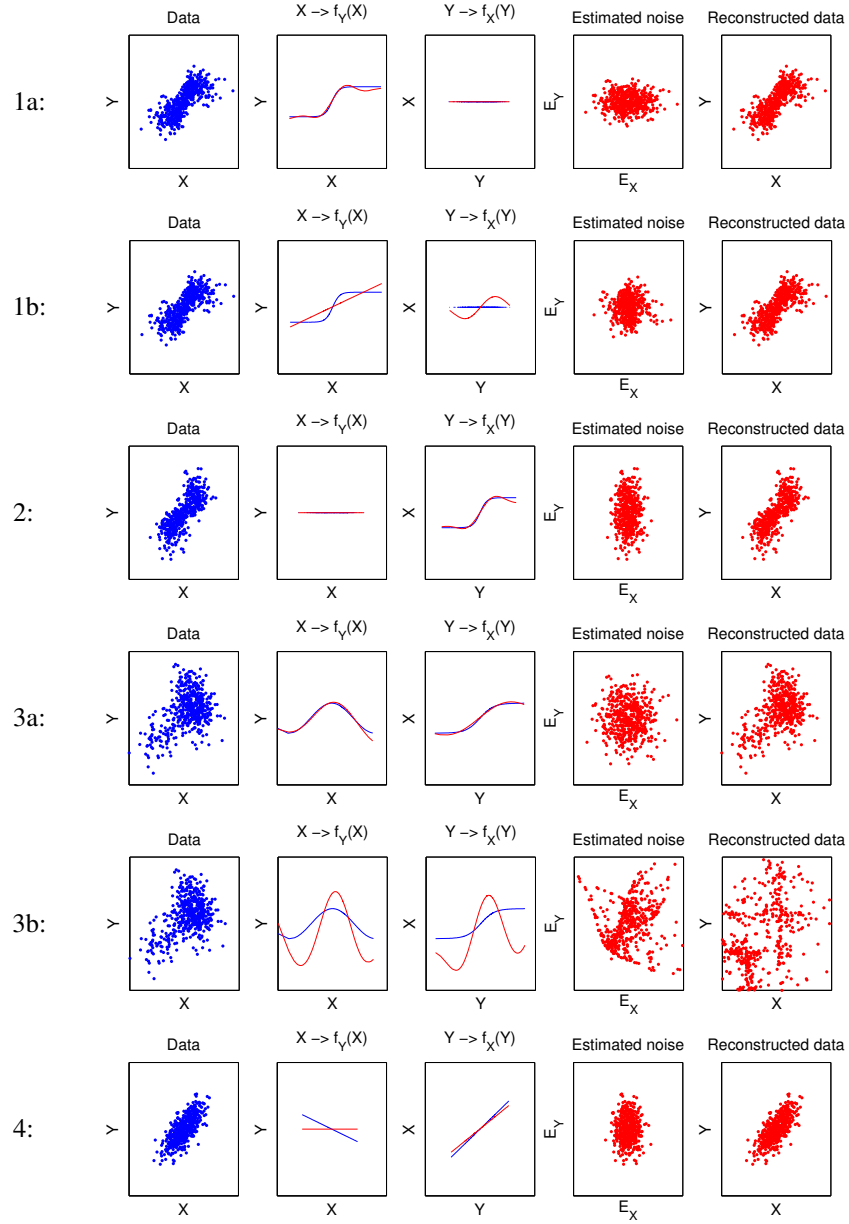 Data X −> f_Y(X) Y −> f_X(Y) Estimated noise Reconstructed data
1a: Y Y X E_Y Y
X X Y E_X X
Data X −> f_Y(X) Y −> f_X(Y) Estimated noise Reconstructed data
1b: Y Y X E_Y Y
X X Y E_X X
Data X −> f_Y(X) Y −> f_X(Y) Estimated noise Reconstructed data
2: Y Y X E_Y Y
X X Y E_X X
Data X −> f_Y(X) Y −> f_X(Y) Estimated noise Reconstructed data
3a: Y Y X E_Y Y
X X Y E_X X
Data X −> f_Y(X) Y −> f_X(Y) Estimated noise Reconstructed data
3b: Y Y X E_Y Y
X X Y E_X X
Data X −> f_Y(X) Y −> f_X(Y) Estimated noise Reconstructed data
4: Y Y X E_Y Y
X X Y E_X X